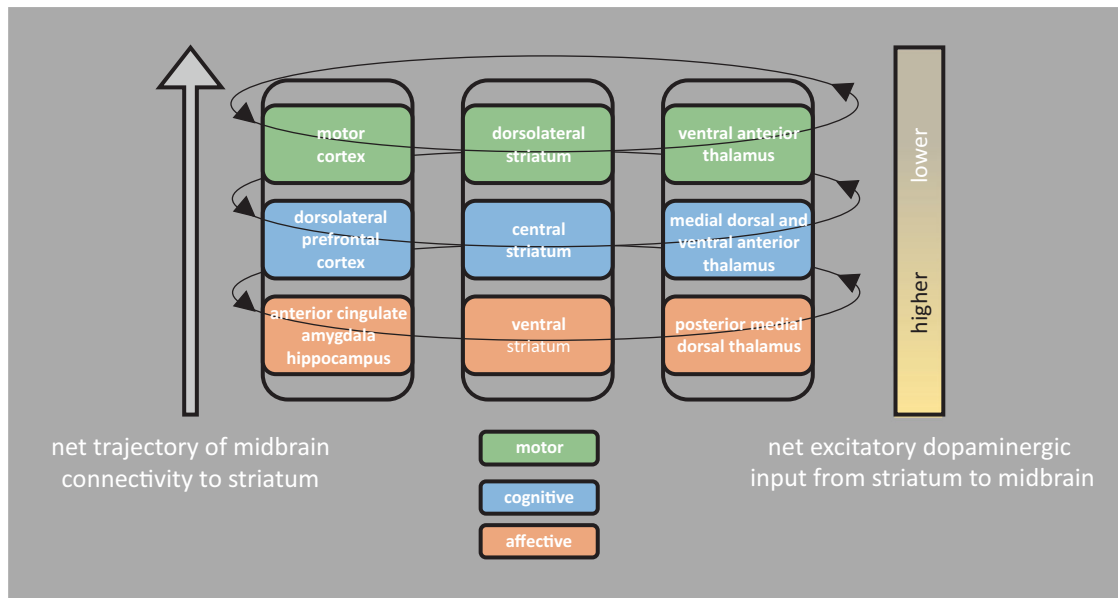 motor
cortex
dorsolateral
striatum
ventral anterior
thalamus
lower
dorsolateral
prefrontal
cortex
central
striatum
medial dorsal and
ventral anterior
thalamus
higher
anterior cingulate
amygdala
hippocampus
ventral
striatum
posterior medial
dorsal thalamus
net trajectory of midbrain
connectivity to striatum
net excitatory dopaminergic
input from striatum to midbrain
motor
cognitive
affective